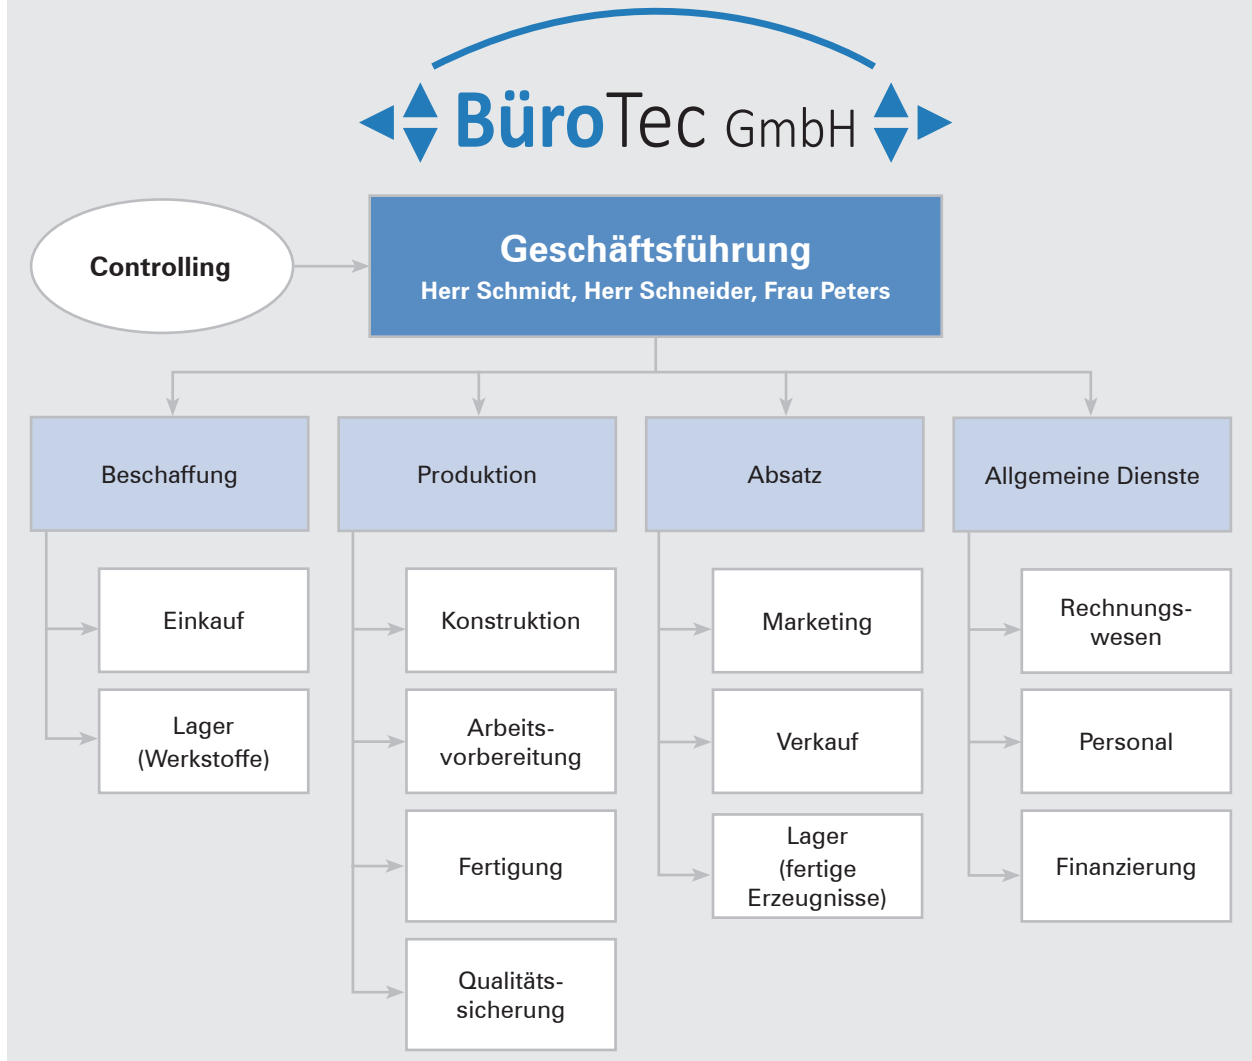 BüroTec GmbH
Controlling
Geschäftsführung
Herr Schmidt, Herr Schneider, Frau Peters
Beschaffung
Einkauf
Lager
(Werkstoffe)
Produktion
Konstruktion
Arbeits-
vorbereitung
Fertigung
Qualitäts-
sicherung
Absatz
Marketing
Verkauf
Lager
(fertige
Erzeugnisse)
Allgemeine Dienste
Rechnungs-
wesen
Personal
Finanzierung